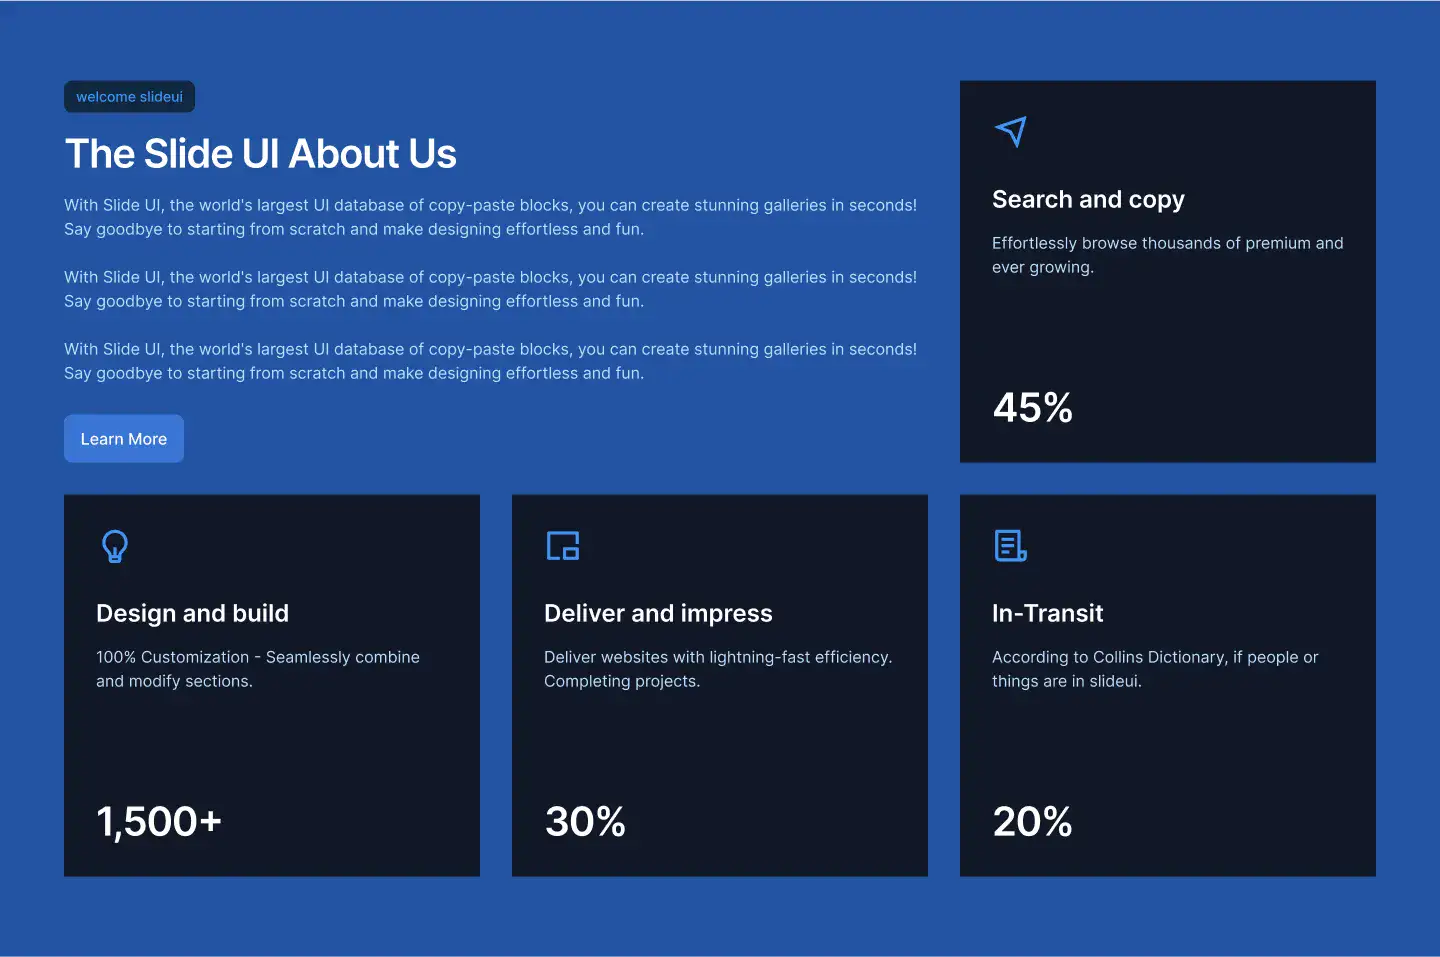 welcome slideui
The Slide UI About Us
With Slide UI, the world's largest UI database of copy-paste blocks, you can create stunning galleries in seconds!
Say goodbye to starting from scratch and make designing effortless and fun.
With Slide UI, the world's largest UI database of copy-paste blocks, you can create stunning galleries in seconds!
Say goodbye to starting from scratch and make designing effortless and fun.
With Slide UI, the world's largest UI database of copy-paste blocks, you can create stunning galleries in seconds!
Say goodbye to starting from scratch and make designing effortless and fun.
Learn More
Search and copy
Effortlessly browse thousands of premium and
ever growing.
45%
Design and build
100% Customization - Seamlessly combine
and modify sections.
1,500+
Deliver and impress
Deliver websites with lightning-fast efficiency.
Completing projects.
30%
In-Transit
According to Collins Dictionary, if people or
things are in slideui.
20%